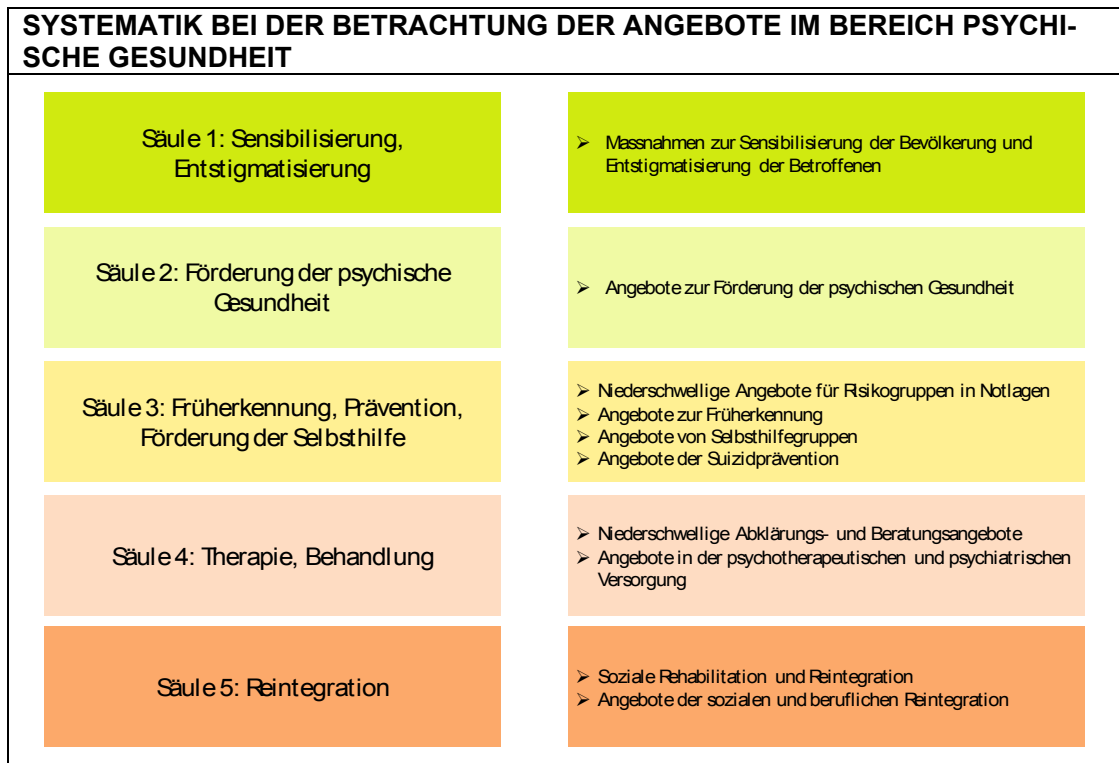 SYSTEMATIK BEI DER BETRACHTUNG DER ANGEBOTE IM BEREICH PSYCHI-
SCHE GESUNDHEIT
Säule 1: Sensibilisierung,
Entstigmatisierung
➢ Massnahmen zur Sensibilisierung der Bevölkerung und
Entstigmatisierung der Betroffenen
Säule 2: Förderung der psychische
Gesundheit
➢ Angebote zur Förderung der psychischen Gesundheit
Säule 3: Früherkennung, Prävention,
Förderung der Selbsthilfe
➢ Niederschwellige Angebote für Risikogruppen in Notlagen
➢ Angebote zur Früherkennung
➢ Angebote von Selbsthilfegruppen
➢ Angebote der Suizidprävention
Säule 4: Therapie, Behandlung
➢ Niederschwellige Abklärungs- und Beratungsangebote
➢ Angebote in der psychotherapeutischen und psychiatrischen
Versorgung
Säule 5: Reintegration
➢ Soziale Rehabilitation und Reintegration
➢ Angebote der sozialen und beruflichen Reintegration